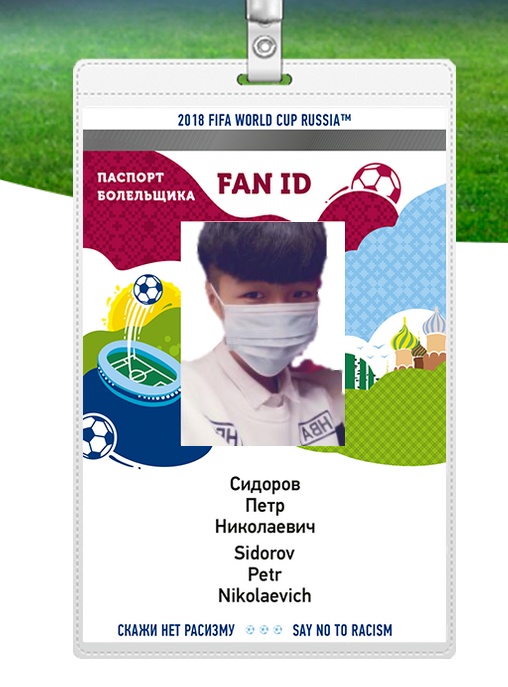 2018 FIFA WORLD CUP RUSSIA™
ПАСПОРТ
БОЛЕЛЬЩИКА
FAN ID
Сидоров
Петр
Николаевич
Sidorov
Petr
Nikolaevich
СКАЖИ НЕТ РАСИЗМУ SAY NO TO RACISM